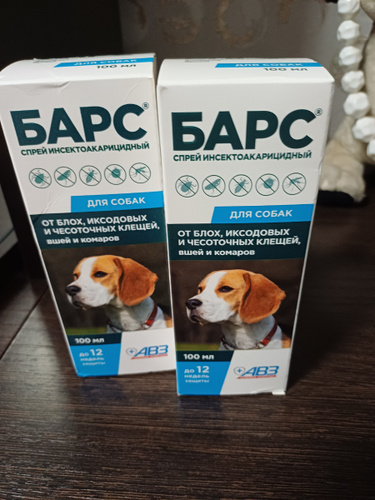 ДЛЯ СОБАК
100 МЛ
БАРС®
СПРЕЙ ИНСЕКТОАКАРИЦИДНЫЙ
ДЛЯ СОБАК
ОТ БЛОХ, ИКСОДОВЫХ
И ЧЕСОТОЧНЫХ КЛЕЩЕЙ,
вшей и комаров
100 мл
до 12
недель
защиты
АВЗ
ДЛЯ СОБАК
100 МЛ
БАРС®
СПРЕЙ ИНСЕКТОАКАРИЦИДНЫЙ
ДЛЯ СОБАК
ОТ БЛОХ, ИКСОДОВЫХ
И ЧЕСОТОЧНЫХ КЛЕЩЕЙ,
вшей и комаров
100 мл
до 12
недель
защиты
АВЗ